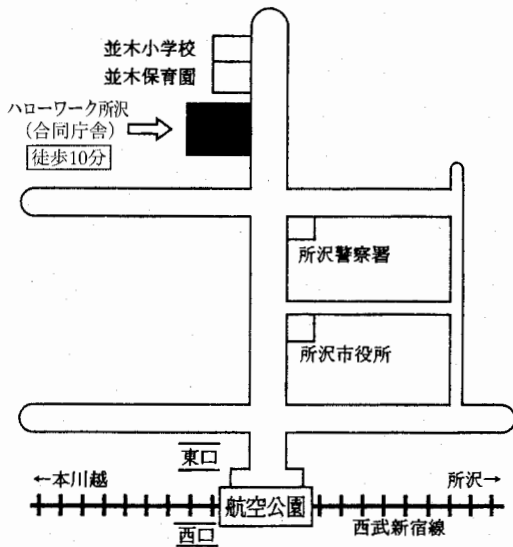 並木小学校
並木保育園
ハローワーク所沢
(合同庁舎)
徒歩10分
所沢警察署
所沢市役所
東口
←本川越
所沢→
航空公園
西武新宿線
西口